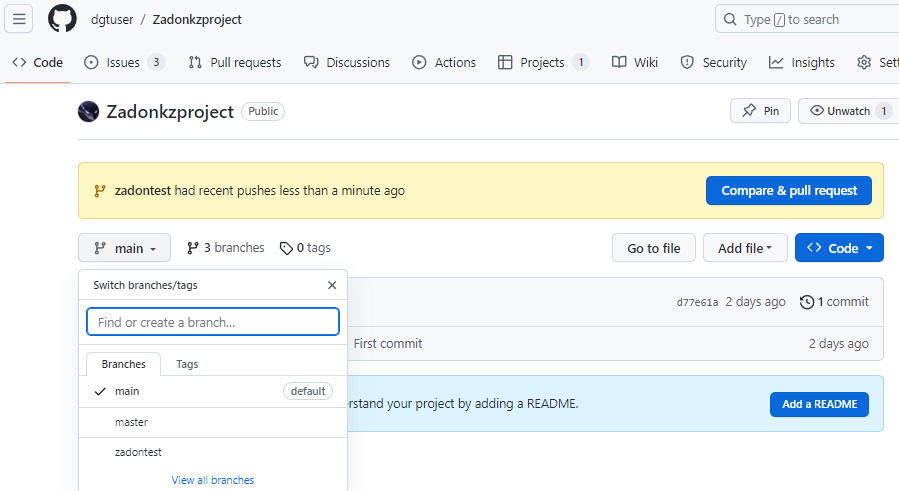 dgtuser / Zadonkzproject
Type / to search
Code
Issues 3
Pull requests
Discussions
Actions
Projects 1
Wiki
Security
Insights
Sett
Zadonkzproject Public
Pin
Unwatch 1
zadontest had recent pushes less than a minute ago
Compare & pull request
main
3 branches
0 tags
Go to file
Add file
Code
Switch branches/tags
Find or create a branch...
Branches
Tags
main default
master
zadontest
View all branches
d77e61a 2 days ago
1 commit
First commit
2 days ago
rstand your project by adding a README.
Add a README